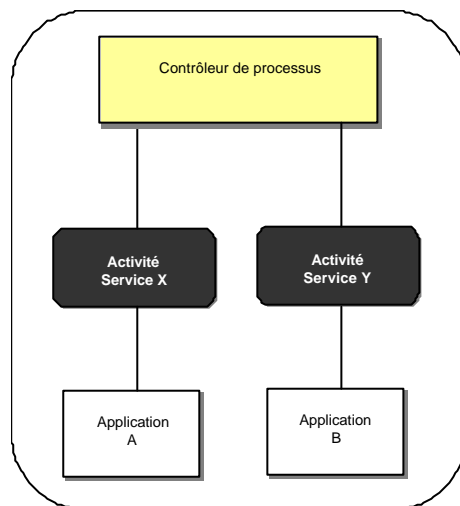 Contrôleur de processus
Activité
Service X
Activité
Service Y
Application
A
Application
B